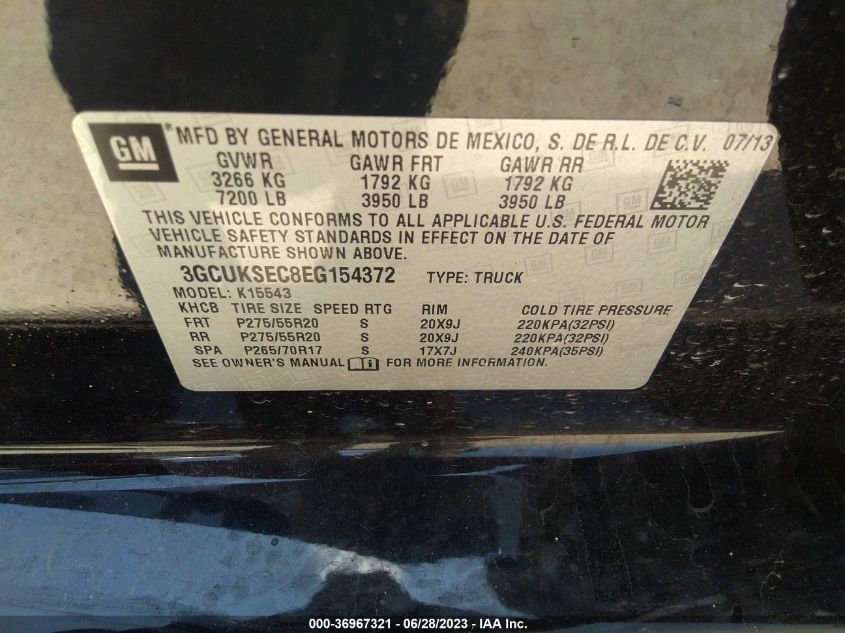 GM ® MFD BY GENERAL MOTORS DE MEXICO, S. DE R.L. DE C.V. 07/13
GVWR GAWR FRT GAWR RR
3266 KG 1792 KG 1792 KG
7200 LB 3950 LB 3950 LB
THIS VEHICLE CONFORMS TO ALL APPLICABLE U.S. FEDERAL MOTOR
VEHICLE SAFETY STANDARDS IN EFFECT ON THE DATE OF
MANUFACTURE SHOWN ABOVE.
3GCUKSEC8EG154372 TYPE: TRUCK
MODEL: K15543
KHCB TIRE SIZE SPEED RTG RIM COLD TIRE PRESSURE
FRT P275/55R20 S 20X9J 220KPA(32PSI)
RR P275/55R20 S 20X9J 220KPA(32PSI)
SPA P265/70R17 S 17X7J 240KPA(35PSI)
SEE OWNER'S MANUAL FOR MORE INFORMATION.
000-36967321 - 06/28/2023 - IAA Inc.